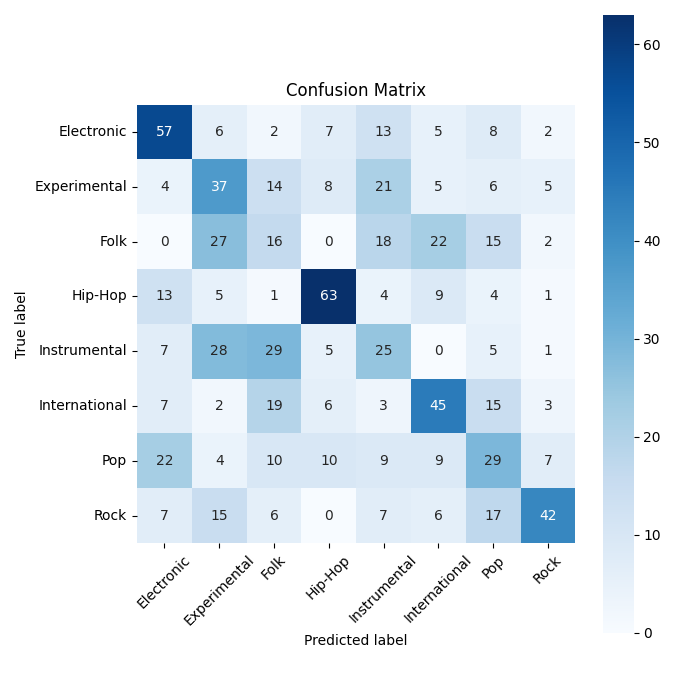 Confusion Matrix
Electronic 57 6 2 7 13 5 8 2
Experimental 4 37 14 8 21 5 6 5
Folk 0 27 16 0 18 22 15 2
Hip-Hop 13 5 1 63 4 9 4 1
Instrumental 7 28 29 5 25 0 5 1
International 7 2 19 6 3 45 15 3
Pop 22 4 10 10 9 9 29 7
Rock 7 15 6 0 7 6 17 42
True label
Electronic Experimental Folk Hip-Hop Instrumental International Pop Rock
Predicted label
60
50
40
30
20
10
0